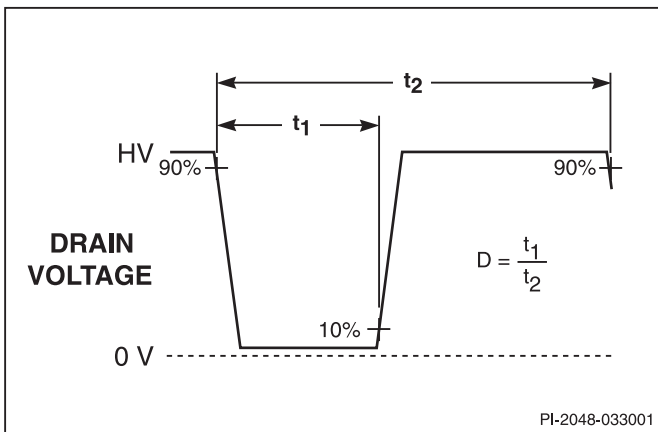 t2
t1
HV
90%
90%
DRAIN
VOLTAGE
D = t1/t2
10%
0 V
PI-2048-033001